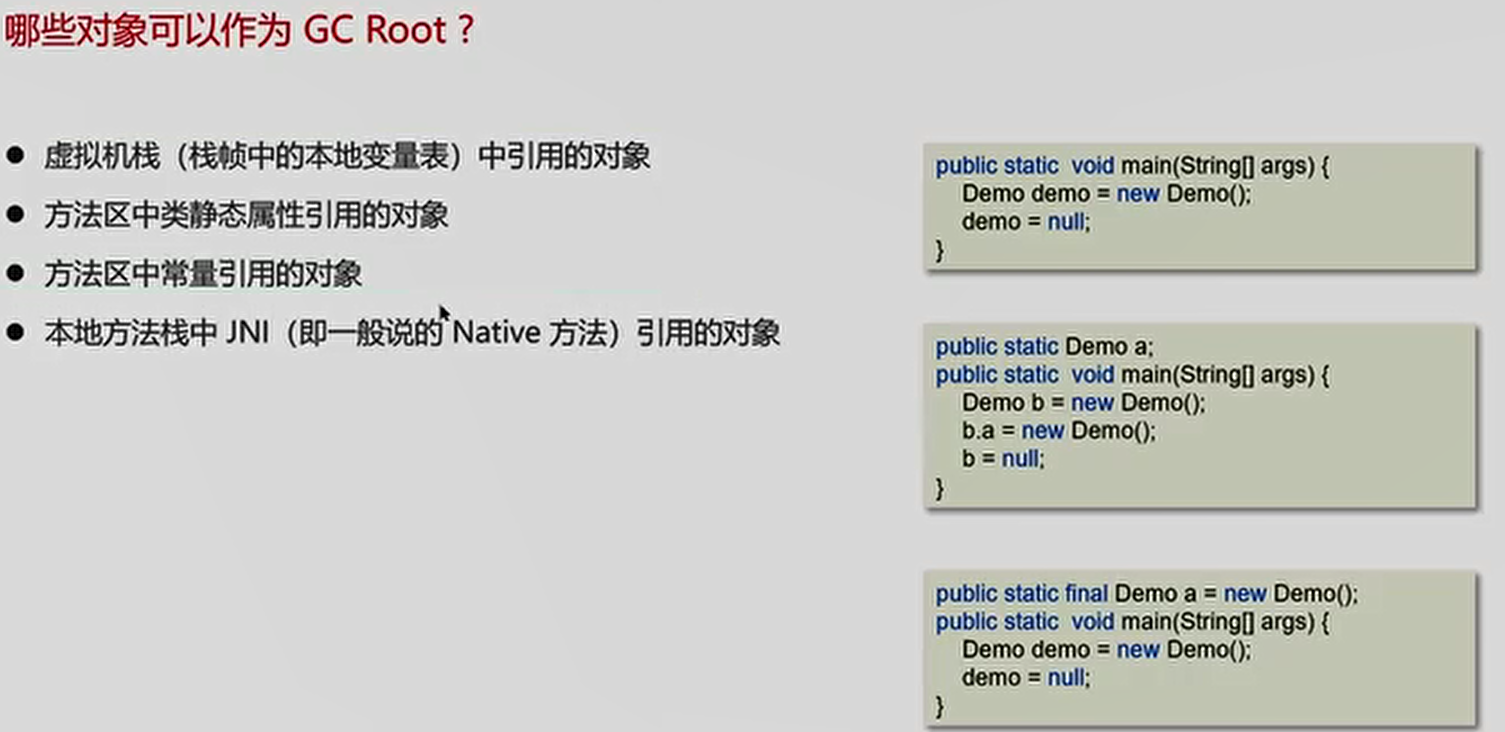 哪些对象可以作为 GC Root ?
● 虚拟机栈（栈帧中的本地变量表）中引用的对象
● 方法区中类静态属性引用的对象
● 方法区中常量引用的对象
● 本地方法栈中 JNI（即一般说的 Native 方法）引用的对象
public static void main(String[] args) {
Demo demo = new Demo();
demo = null;
}
public static Demo a;
public static void main(String[] args) {
Demo b = new Demo();
b.a = new Demo();
b = null;
}
public static final Demo a = new Demo();
public static void main(String[] args) {
Demo demo = new Demo();
demo = null;
}